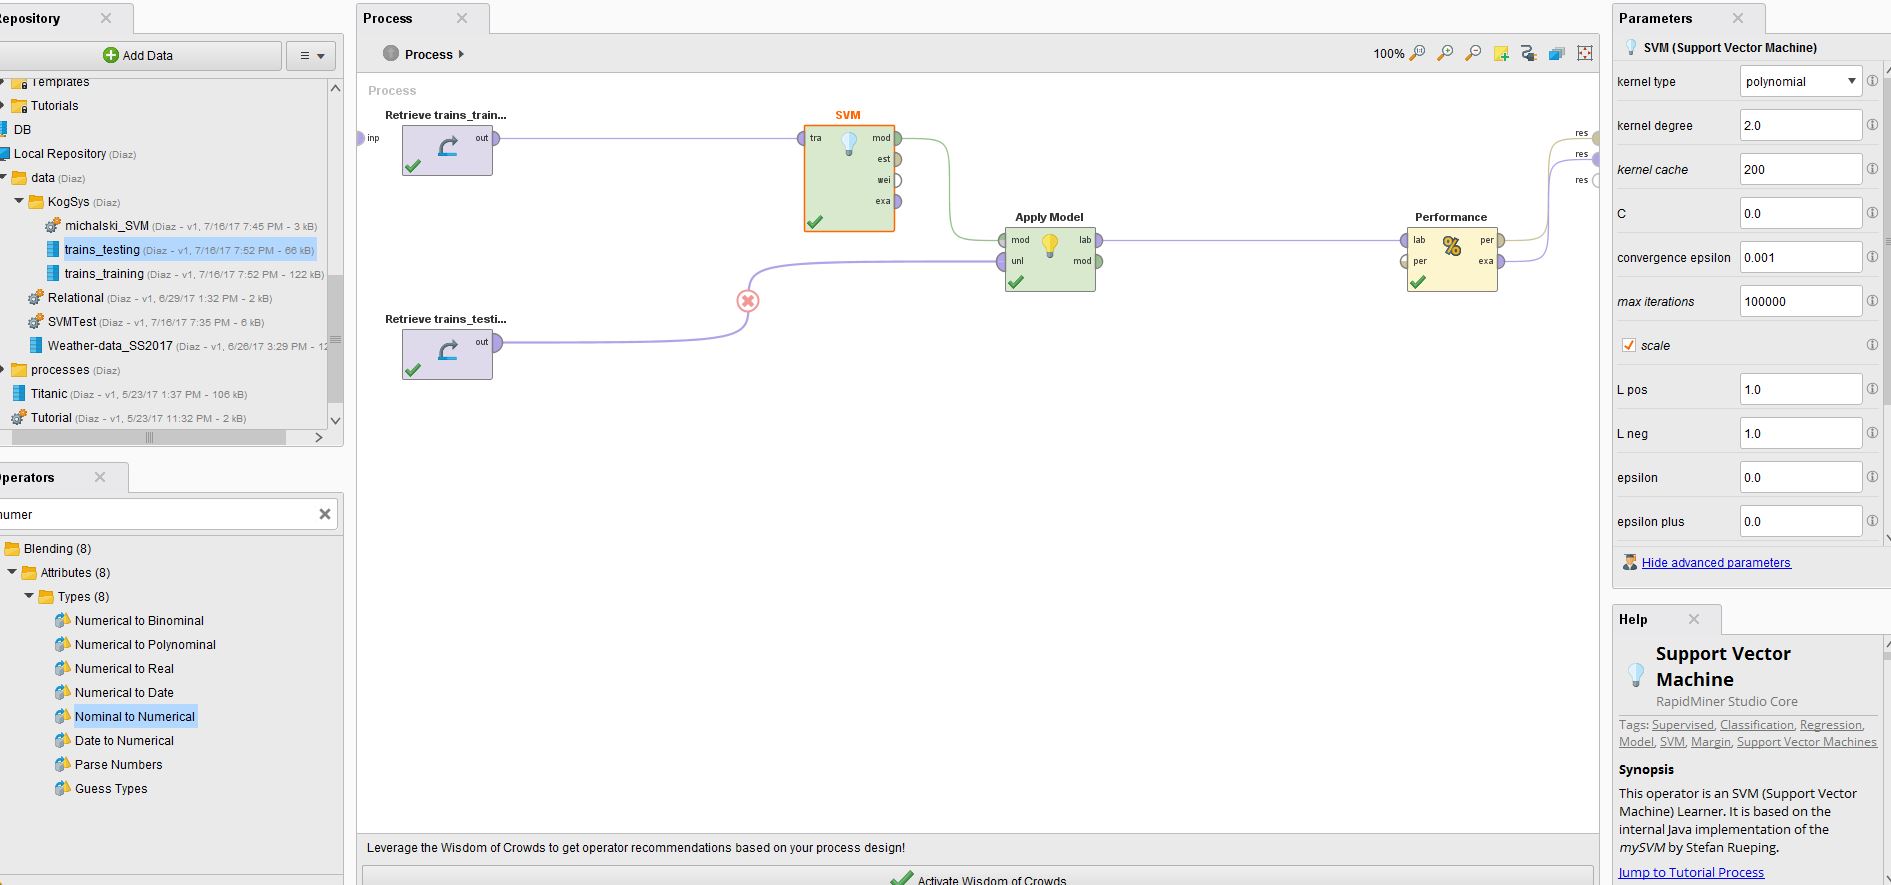 Repository
Add Data
Templates
Tutorials
DB
Local Repository (Diaz)
data (Diaz)
KogSys (Diaz)
michalski_SVM (Diaz - v1, 7/16/17 7:45 PM - 3 kB)
trains_testing (Diaz - v1, 7/16/17 7:52 PM - 66 kB)
trains_training (Diaz - v1, 7/16/17 7:52 PM - 122 kB)
Relational (Diaz - v1, 6/29/17 1:32 PM - 2 kB)
SVMTest (Diaz - v1, 7/16/17 7:35 PM - 6 kB)
Weather-data_SS2017 (Diaz - v1, 6/26/17 3:29 PM - 12
processes (Diaz)
Titanic (Diaz - v1, 5/23/17 1:37 PM - 106 kB)
Tutorial (Diaz - v1, 5/23/17 11:32 PM - 2 kB)
Operators
numer
Blending (8)
Attributes (8)
Types (8)
Numerical to Binominal
Numerical to Polynominal
Numerical to Real
Numerical to Date
Nominal to Numerical
Date to Numerical
Parse Numbers
Guess Types
Process
Process
100%
Process
inp
Retrieve trains_train...
out
SVM
tra mod
est
wei
exa
res
res
res
Apply Model
mod lab
unl mod
Performance
lab per
per exa
Retrieve trains_testi...
out
Leverage the Wisdom of Crowds to get operator recommendations based on your process design!
Activate Wisdom of Crowds
Parameters
SVM (Support Vector Machine)
kernel type polynomial
kernel degree 2.0
kernel cache 200
C 0.0
convergence epsilon 0.001
max iterations 100000
scale
L pos 1.0
L neg 1.0
epsilon 0.0
epsilon plus 0.0
Hide advanced parameters
Help
Support Vector
Machine
RapidMiner Studio Core
Tags: Supervised, Classification, Regression,
Model, SVM, Margin, Support Vector Machines
Synopsis
This operator is an SVM (Support Vector
Machine) Learner. It is based on the
internal Java implementation of the
mySVM by Stefan Rueping.
Jump to Tutorial Process